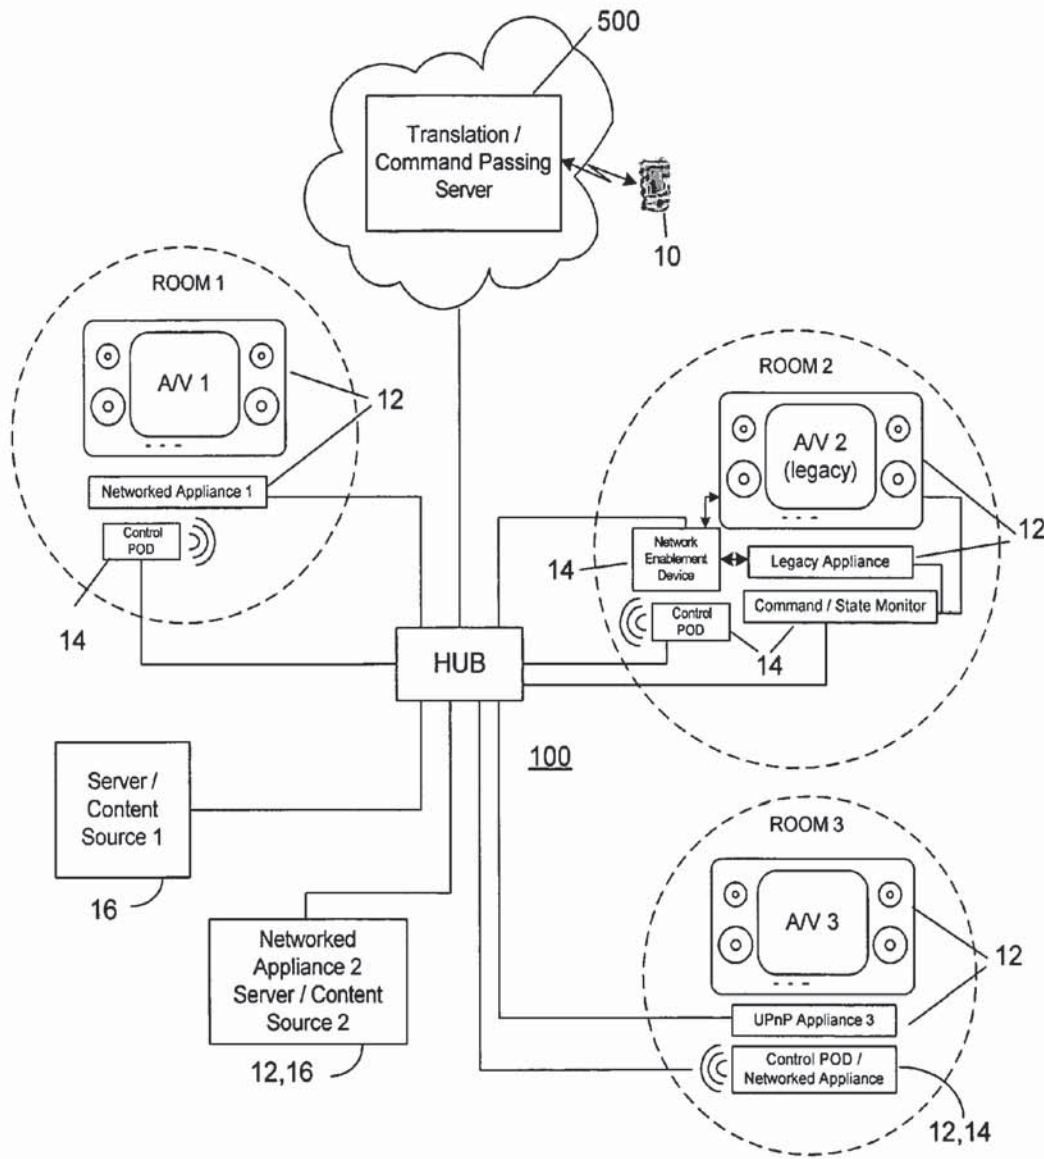 500
Translation /
Command Passing
Server
10
ROOM 1
A/V 1
12
Networked Appliance 1
Control
POD
14
ROOM 2
A/V 2
(legacy)
12
Network
Enablement
Device
14
Legacy Appliance
Command / State Monitor
Control
POD
14
HUB
100
Server /
Content
Source 1
16
Networked
Appliance 2
Server / Content
Source 2
12,16
ROOM 3
A/V 3
12
UPnP Appliance 3
Control POD /
Networked Appliance
12,14